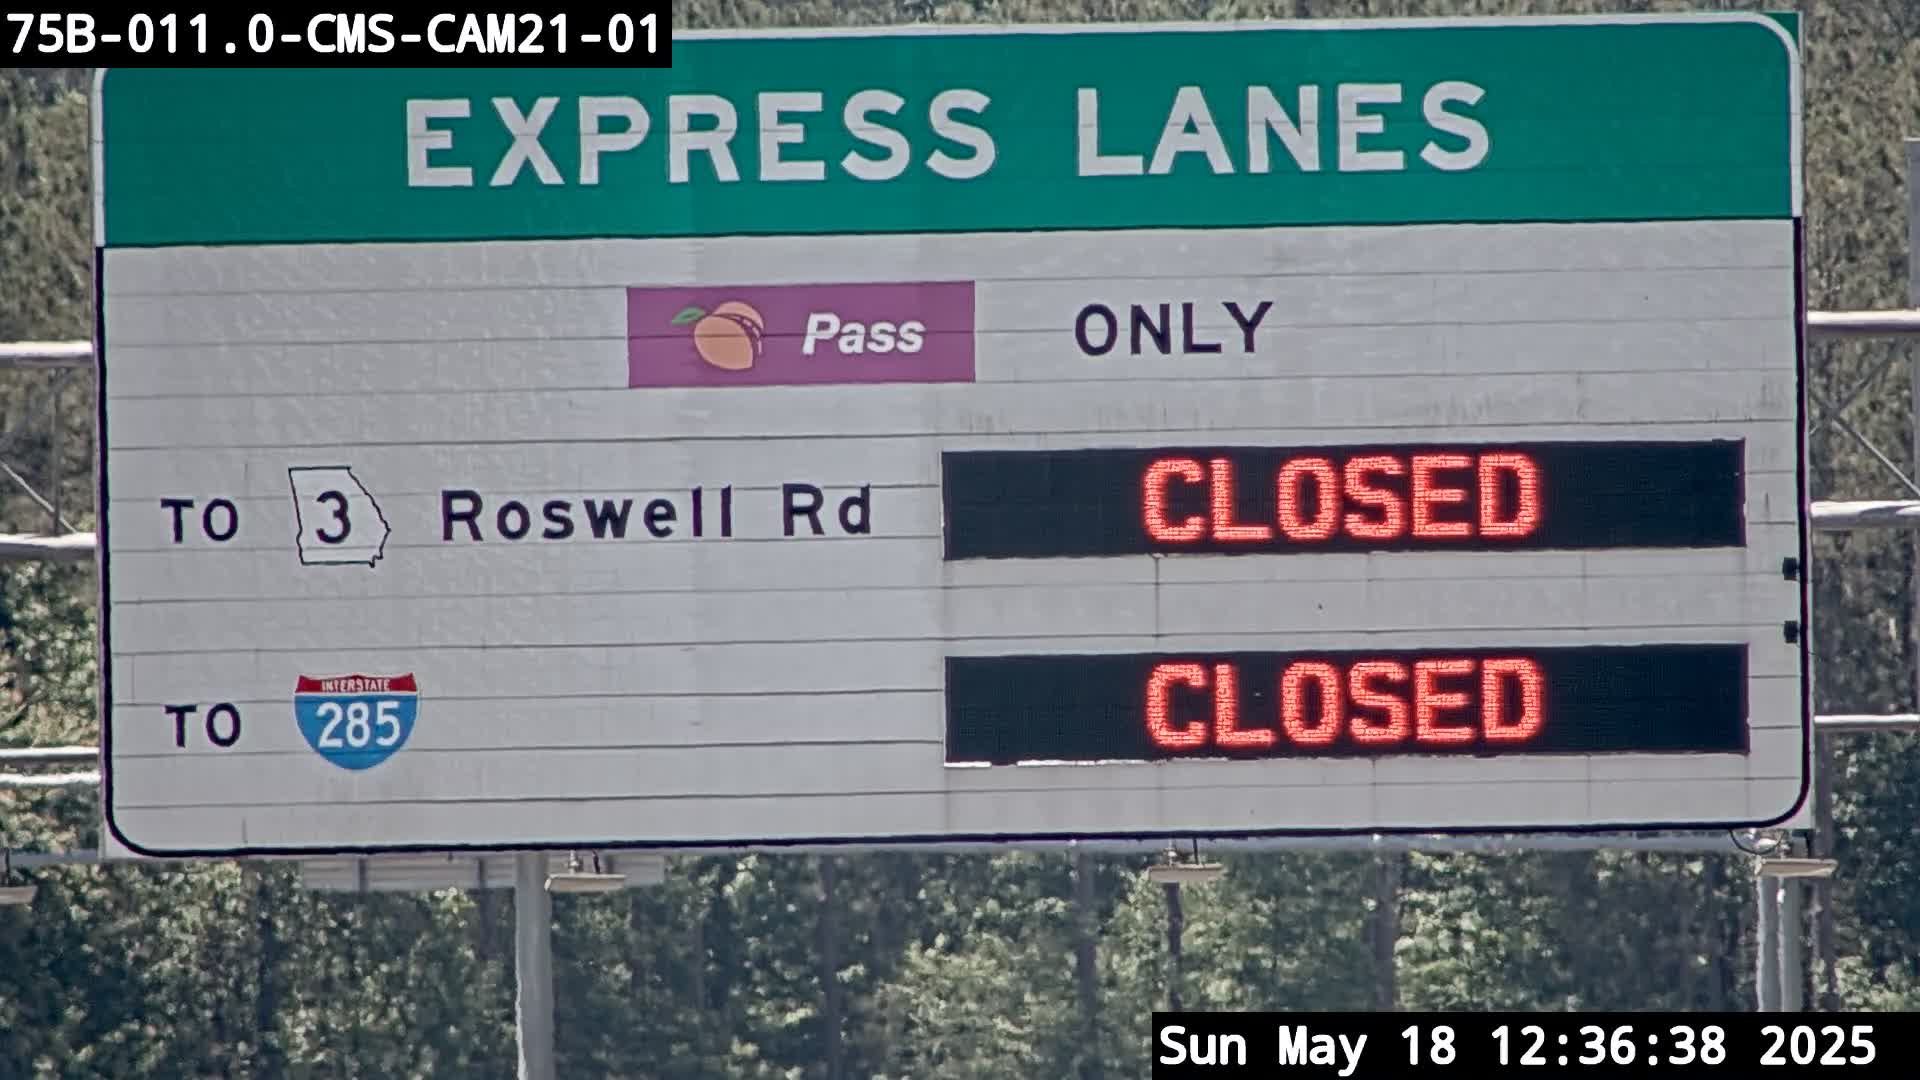 75B-011.0-CMS-CAM21-01
EXPRESS LANES
Pass ONLY
TO 3 Roswell Rd CLOSED
TO INTERSTATE 285 CLOSED
Sun May 18 12:36:38 2025